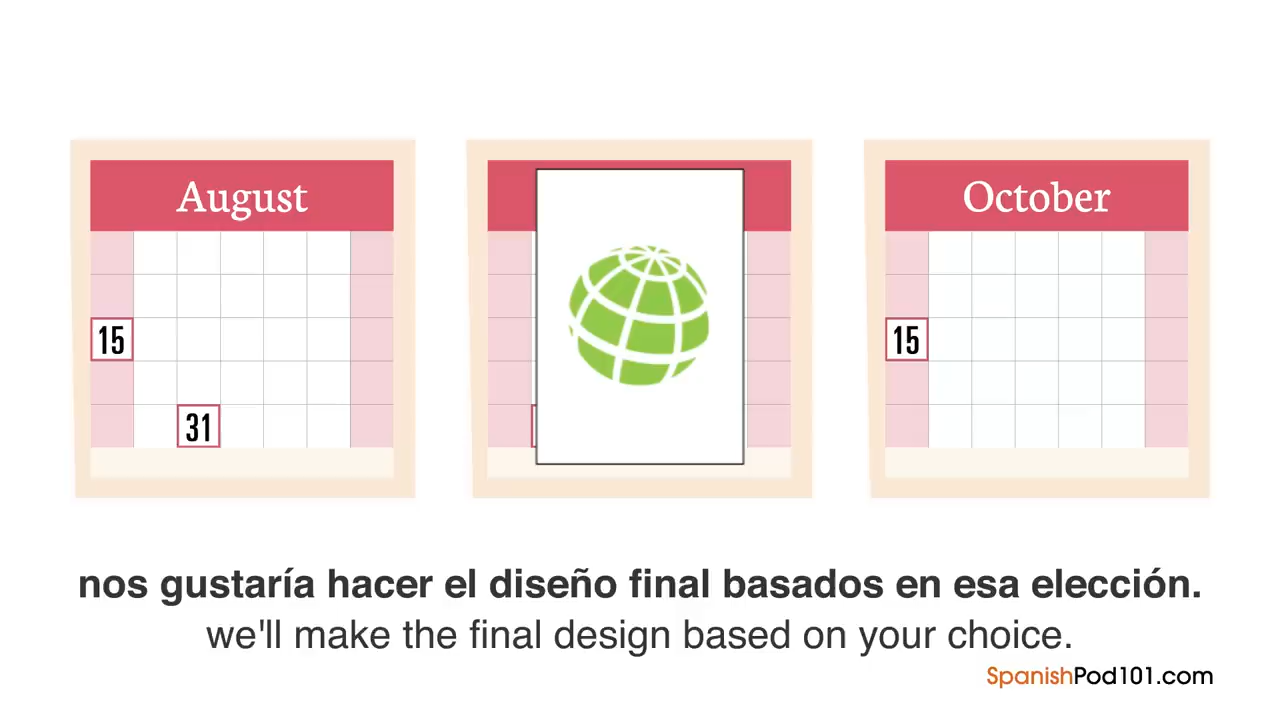 August
October
15
15
31
nos gustaría hacer el diseño final basados en esa elección.
we'll make the final design based on your choice.
SpanishPod101.com